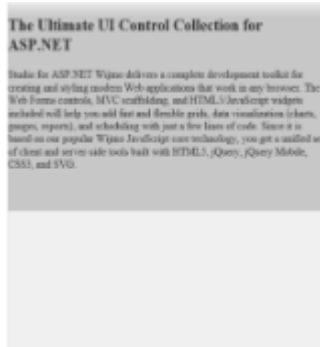 The Ultimate UI Control Collection for
ASP.NET
Studio for ASP.NET Wijmo delivers a complete development toolkit for
creating and styling modern Web applications that work in any browser. The
Web Forms controls, MVC scaffolding, and HTML5/JavaScript widgets
included will help you add fast and flexible grids, data visualization (charts,
gauges, reports), and scheduling with just a few lines of code. Since it is
based on our popular Wijmo JavaScript core technology, you get a unified se
of client and server-side tools built with HTML5, jQuery, jQuery Mobile,
CSS3, and SVG.